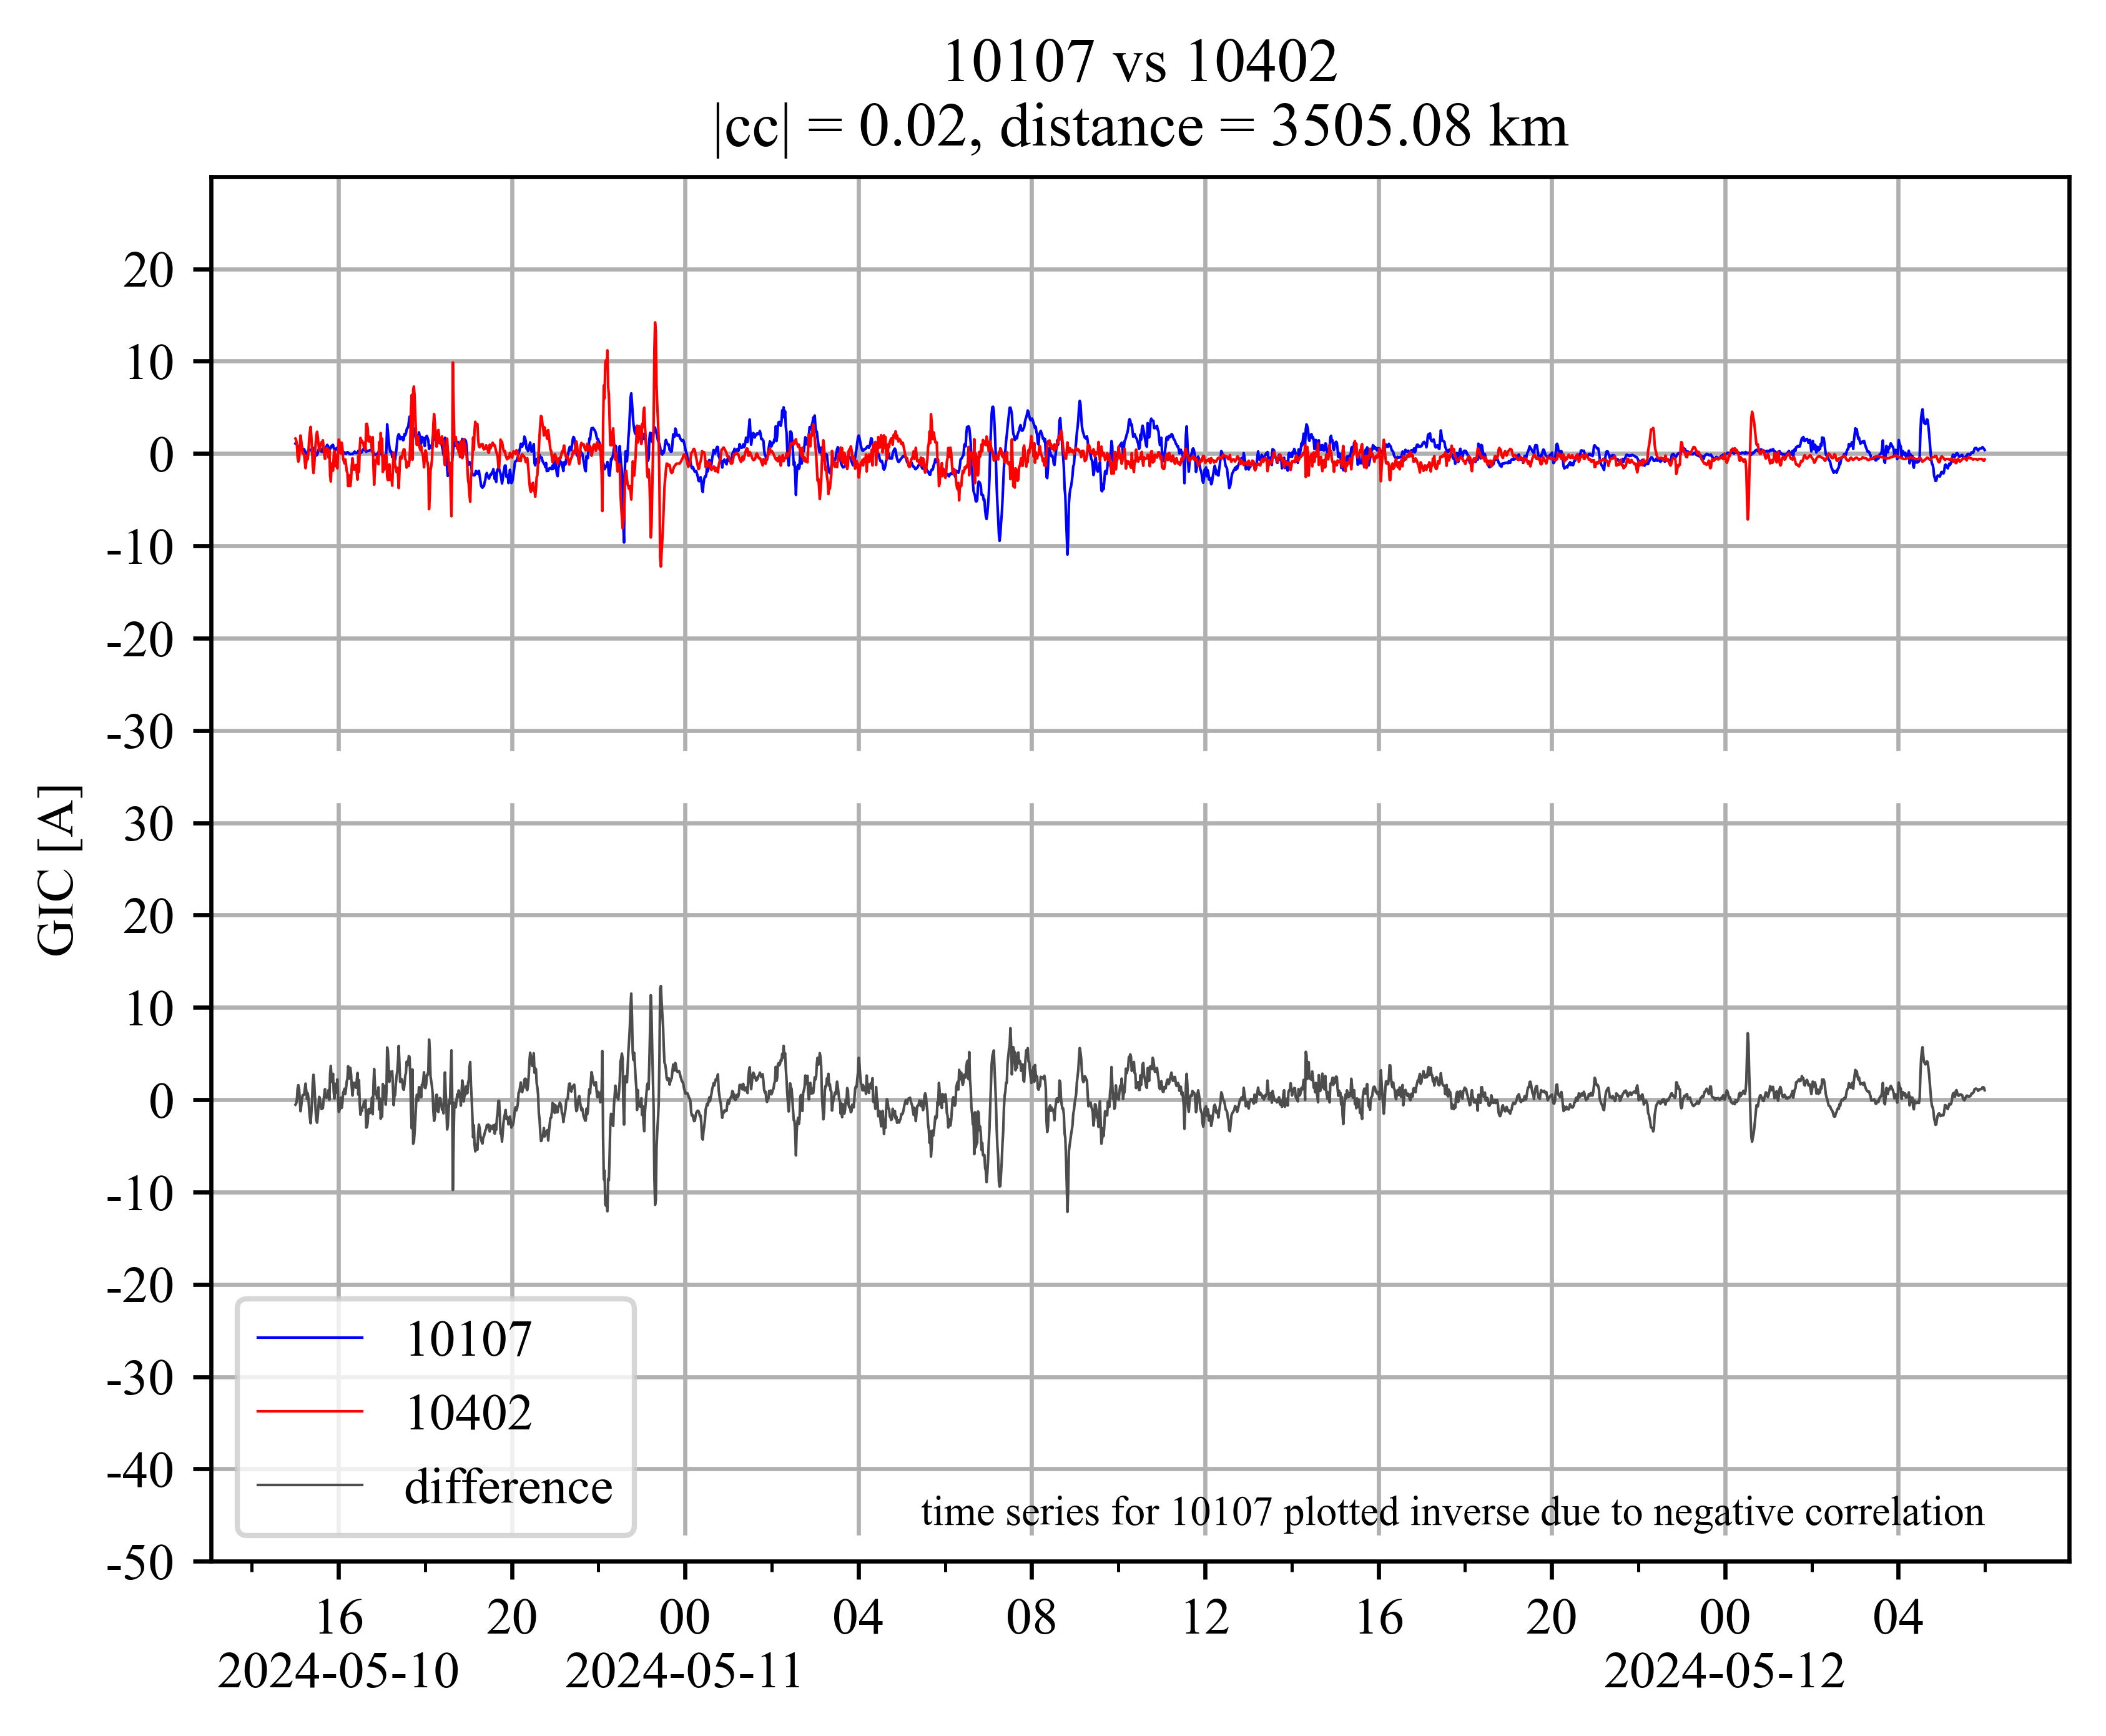 10107 vs 10402
|cc| = 0.02, distance = 3505.08 km
20
10
0
-10
-20
-30
30
20
10
0
-10
-20
-30
-40
-50
GIC [A]
10107
10402
difference
time series for 10107 plotted inverse due to negative correlation
16 20 00 04 08 12 16 20 00 04
2024-05-10 2024-05-11 2024-05-12